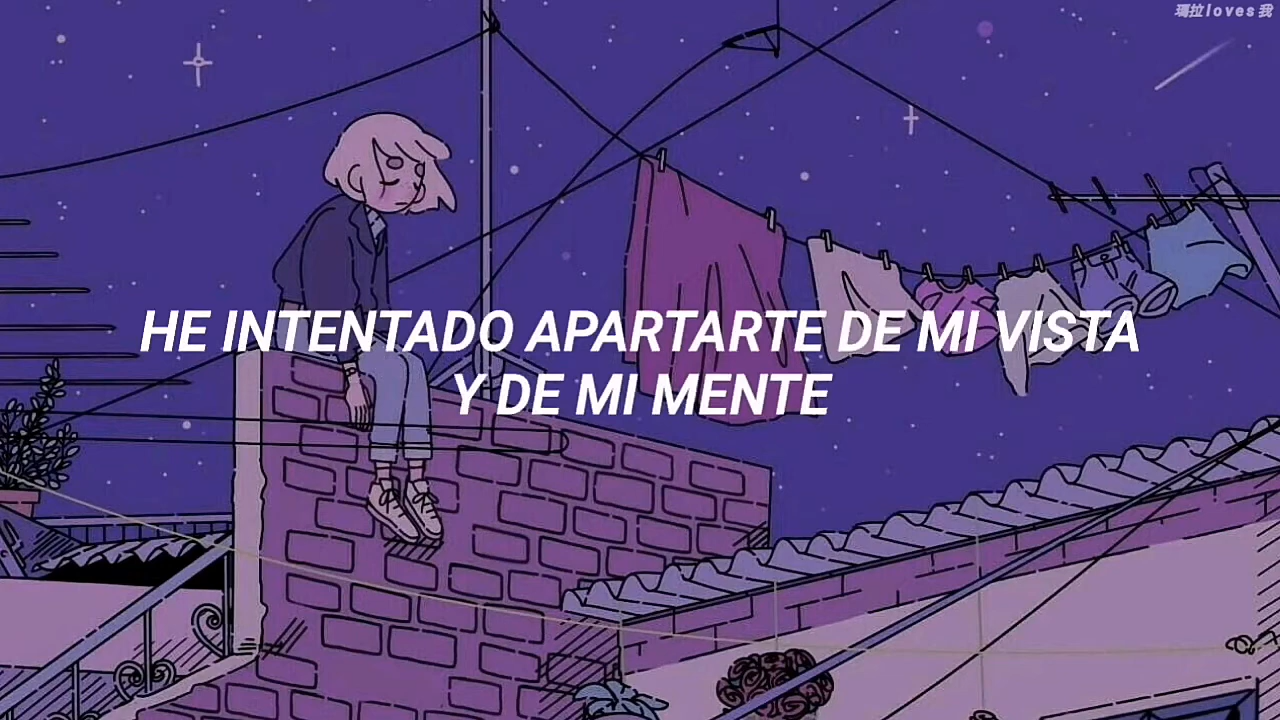 瑪拉loves我
HE INTENTADO APARTARTE DE MI VISTA
Y DE MI MENTE